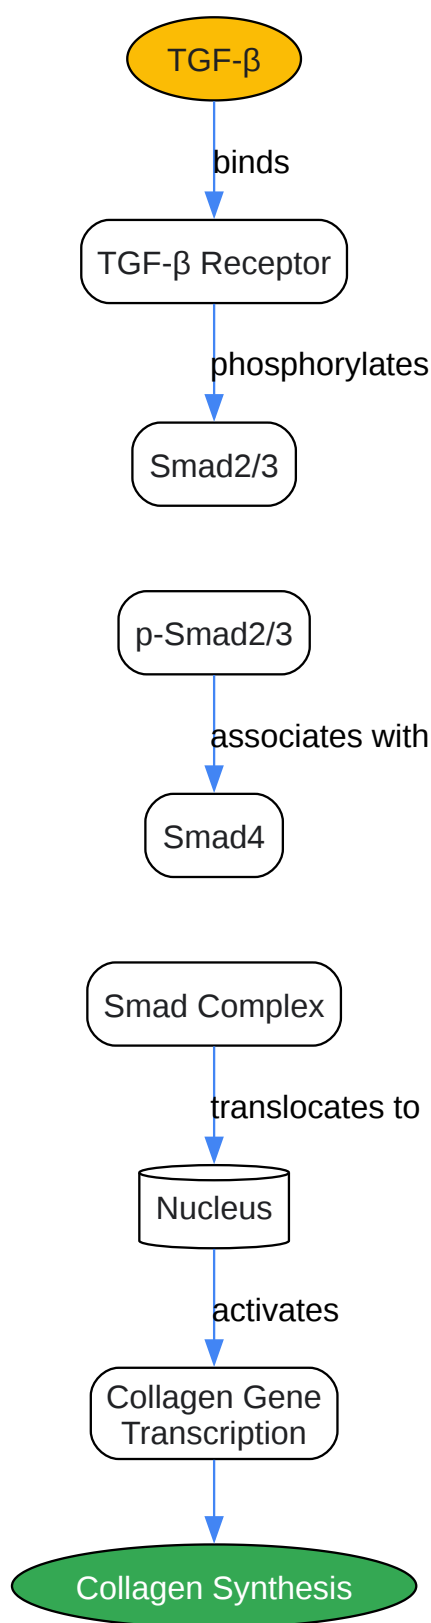 TGF-β
binds
TGF-β Receptor
phosphorylates
Smad2/3
p-Smad2/3
associates with
Smad4
Smad Complex
translocates to
Nucleus
activates
Collagen Gene
Transcription
Collagen Synthesis